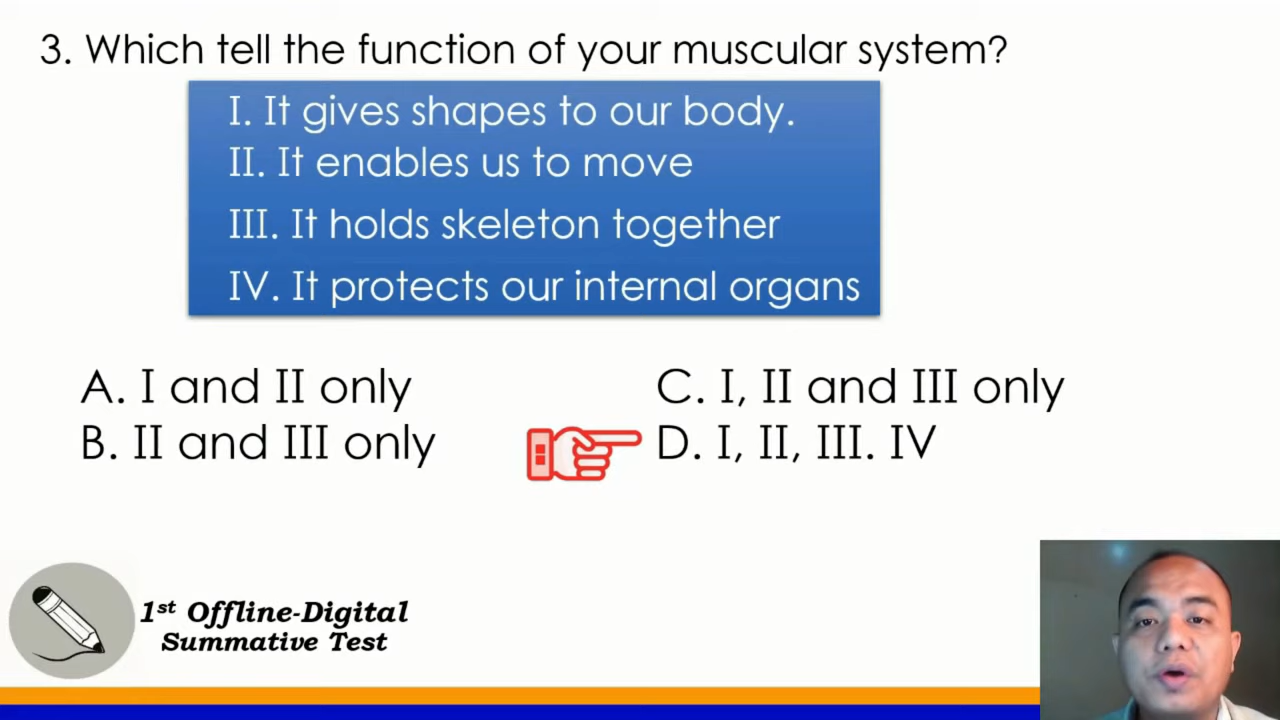 3. Which tell the function of your muscular system?
I. It gives shapes to our body.
II. It enables us to move
III. It holds skeleton together
IV. It protects our internal organs
A. I and II only
B. II and III only
C. I, II and III only
D. I, II, III. IV
1st Offline-Digital
Summative Test